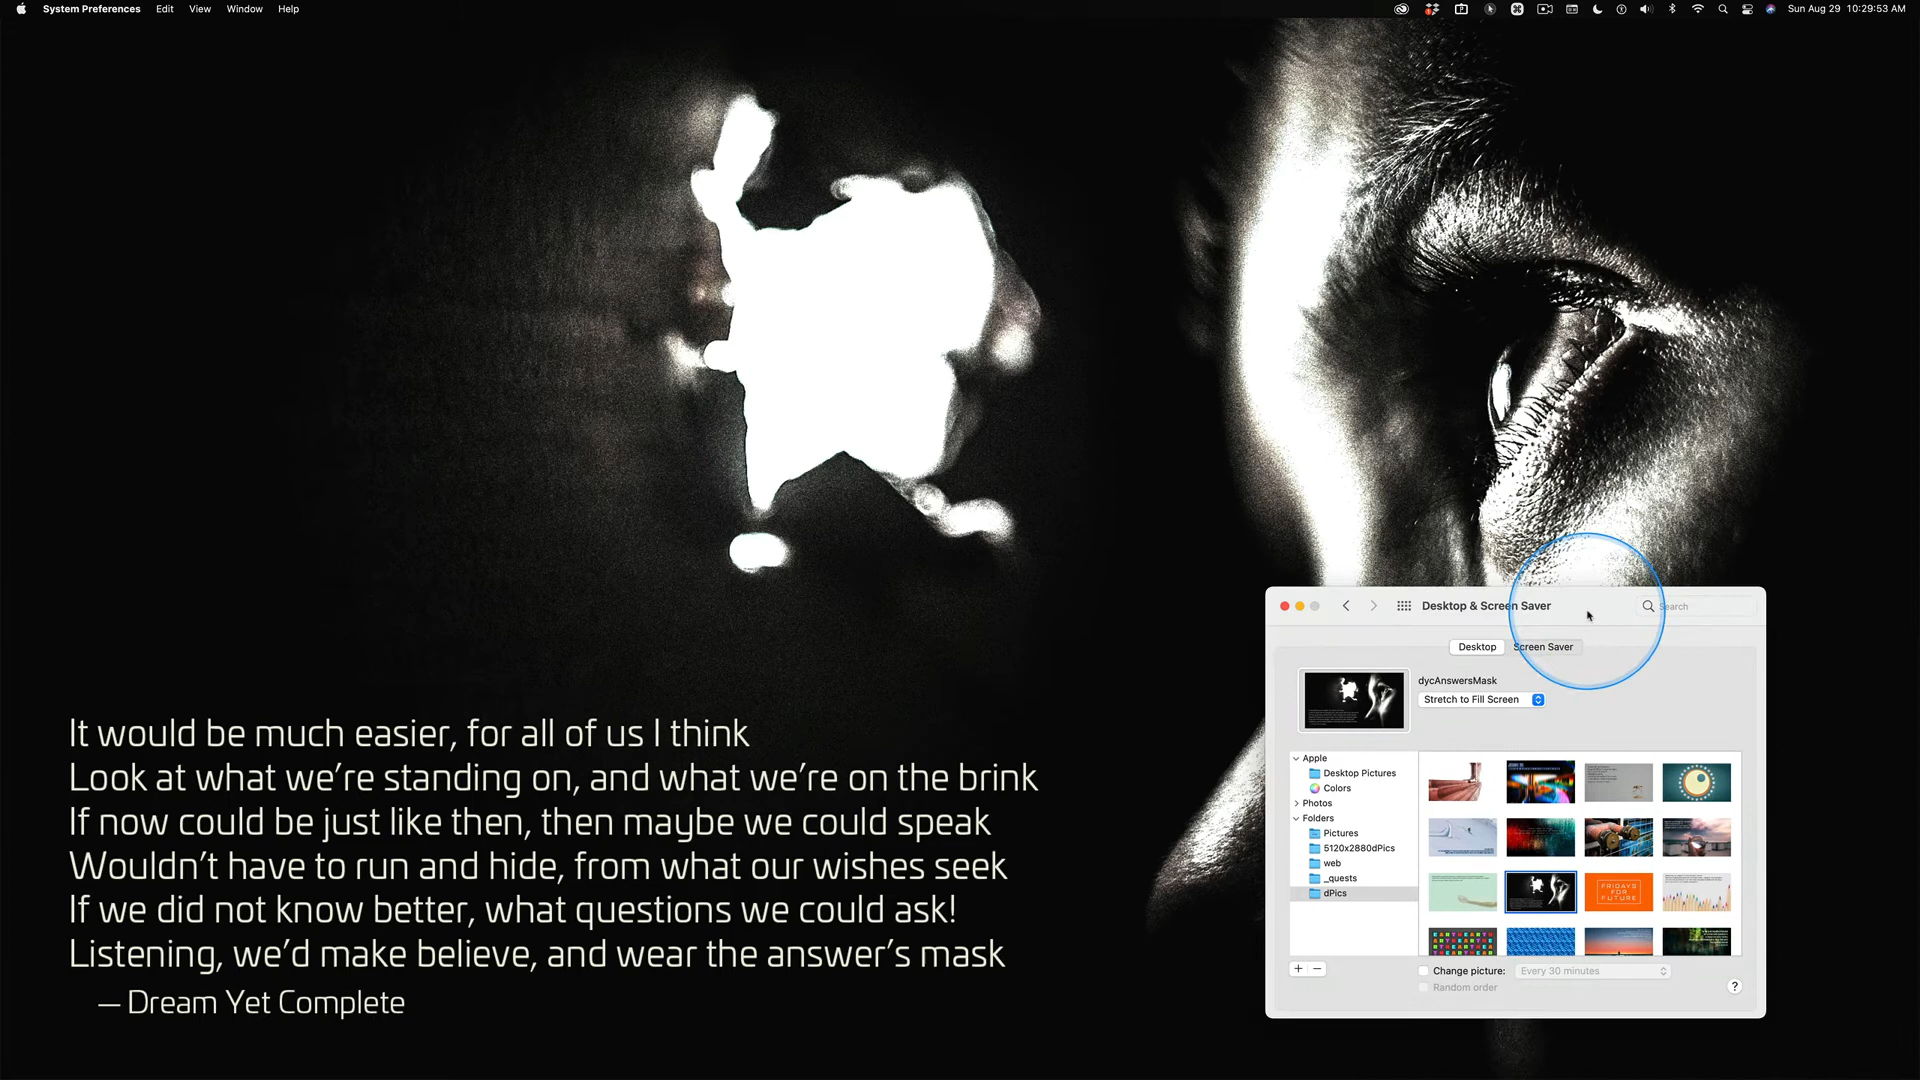 System Preferences Edit View Window Help
Sun Aug 29 10:29:53 AM
It would be much easier, for all of us I think
Look at what we're standing on, and what we're on the brink
If now could be just like then, then maybe we could speak
Wouldn't have to run and hide, from what our wishes seek
If we did not know better, what questions we could ask!
Listening, we'd make believe, and wear the answer's mask
— Dream Yet Complete
Desktop & Screen Saver
Search
Desktop
Screen Saver
dycAnswersMask
Stretch to Fill Screen
Apple
Desktop Pictures
Colors
Photos
Folders
Pictures
5120x2880dPics
web
_quests
dPics
FRIDAYS
FOR
FUTURE
+ −
Change picture: Every 30 minutes
Random order
?